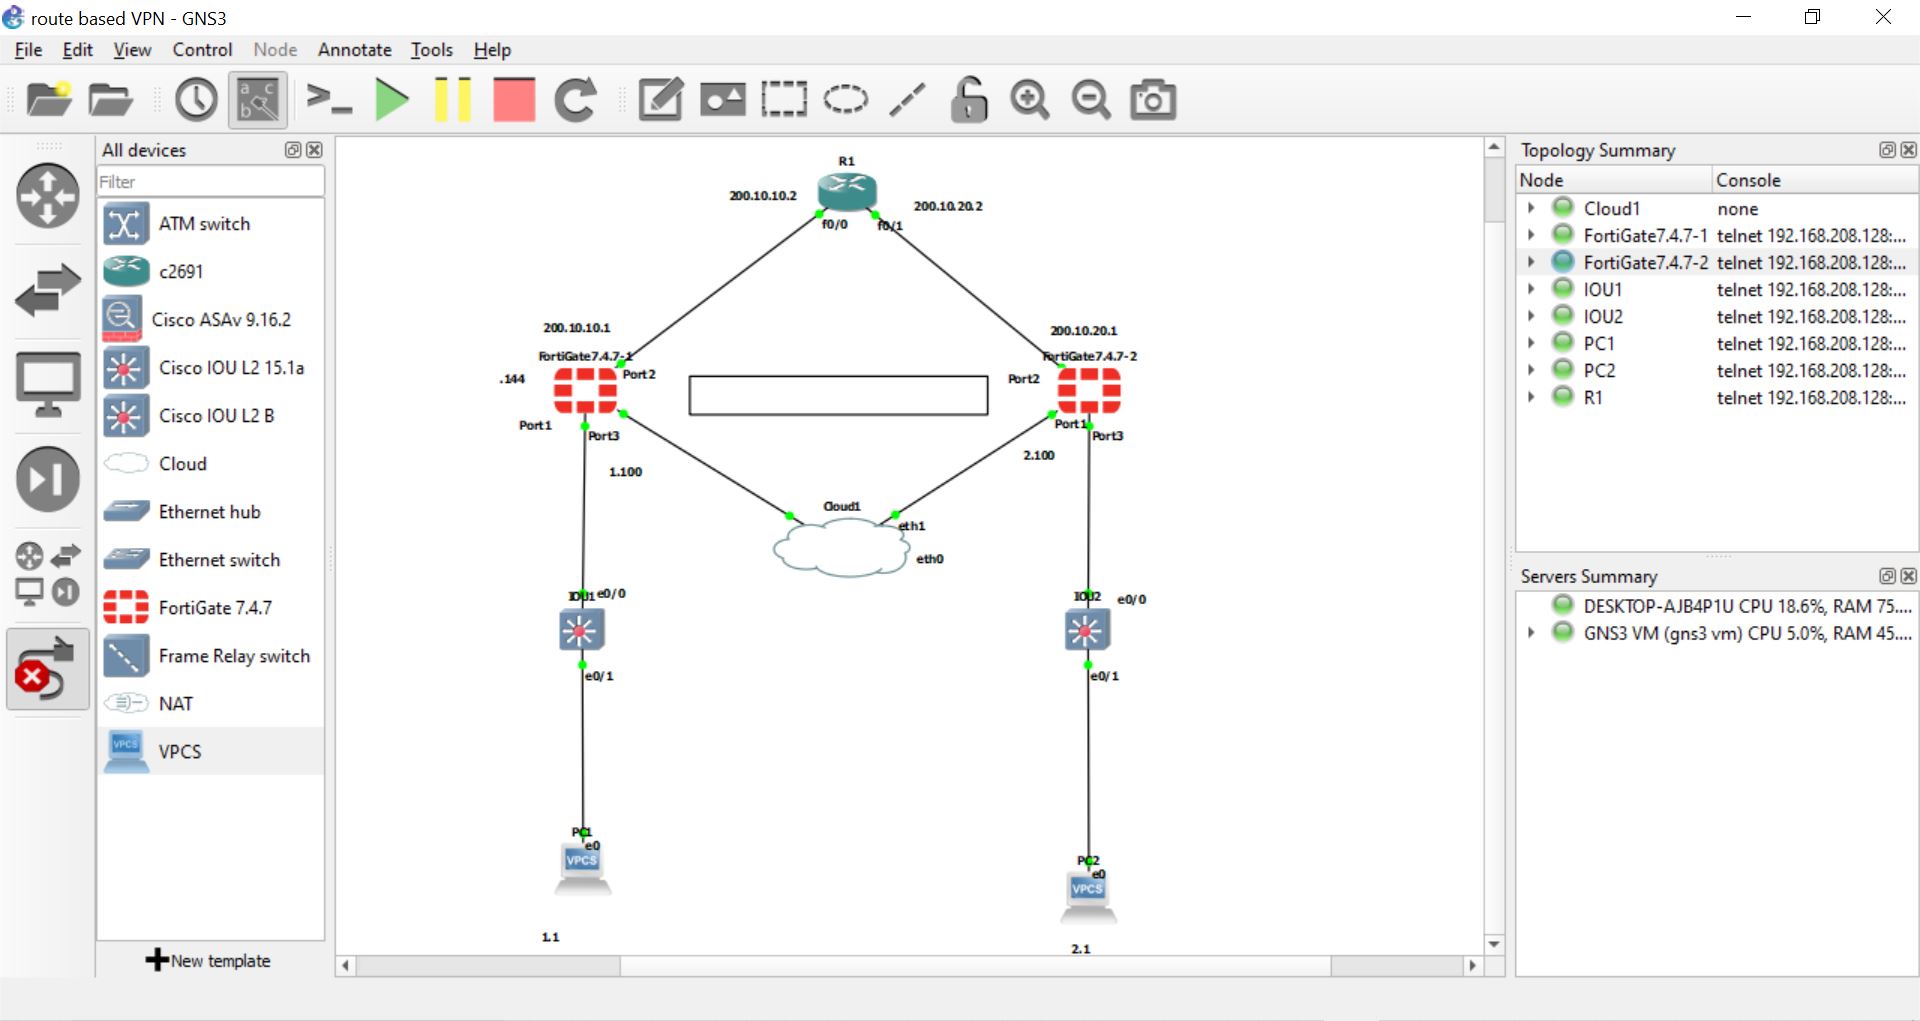 route based VPN - GNS3
File Edit View Control Node Annotate Tools Help
All devices
Filter
ATM switch
c2691
Cisco ASAv 9.16.2
Cisco IOU L2 15.1a
Cisco IOU L2 B
Cloud
Ethernet hub
Ethernet switch
FortiGate 7.4.7
Frame Relay switch
NAT
VPCS
New template
R1
200.10.10.2
200.10.20.2
f0/0
f0/1
200.10.10.1
200.10.20.1
FortiGate7.4.7-1
FortiGate7.4.7-2
.144
Port2
Port2
Port1
Port3
Port1
Port3
1.100
2.100
Cloud1
eth1
eth0
IOU1
e0/0
IOU2
e0/0
e0/1
e0/1
PC1
e0
VPCS
PC2
e0
VPCS
1.1
2.1
Topology Summary
Node Console
Cloud1 none
FortiGate7.4.7-1 telnet 192.168.208.128:...
FortiGate7.4.7-2 telnet 192.168.208.128:...
IOU1 telnet 192.168.208.128:...
IOU2 telnet 192.168.208.128:...
PC1 telnet 192.168.208.128:...
PC2 telnet 192.168.208.128:...
R1 telnet 192.168.208.128:...
Servers Summary
DESKTOP-AJB4P1U CPU 18.6%, RAM 75....
GNS3 VM (gns3 vm) CPU 5.0%, RAM 45....